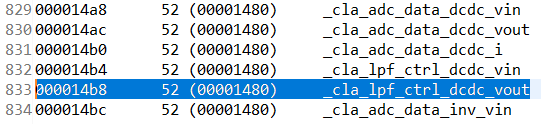 829 000014a8 52 (00001480) _cla_adc_data_dcdc_vin
830 000014ac 52 (00001480) _cla_adc_data_dcdc_vout
831 000014b0 52 (00001480) _cla_adc_data_dcdc_i
832 000014b4 52 (00001480) _cla_lpf_ctrl_dcdc_vin
833 000014b8 52 (00001480) _cla_lpf_ctrl_dcdc_vout
834 000014bc 52 (00001480) _cla_adc_data_inv_vin